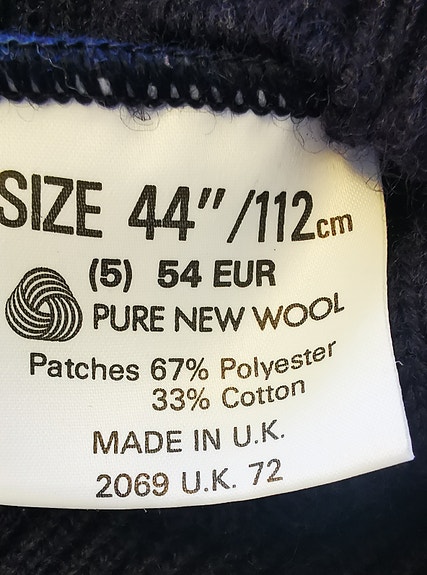 SIZE 44"/112cm
(5) 54 EUR
PURE NEW WOOL
Patches 67% Polyester
33% Cotton
MADE IN U.K.
2069 U.K. 72